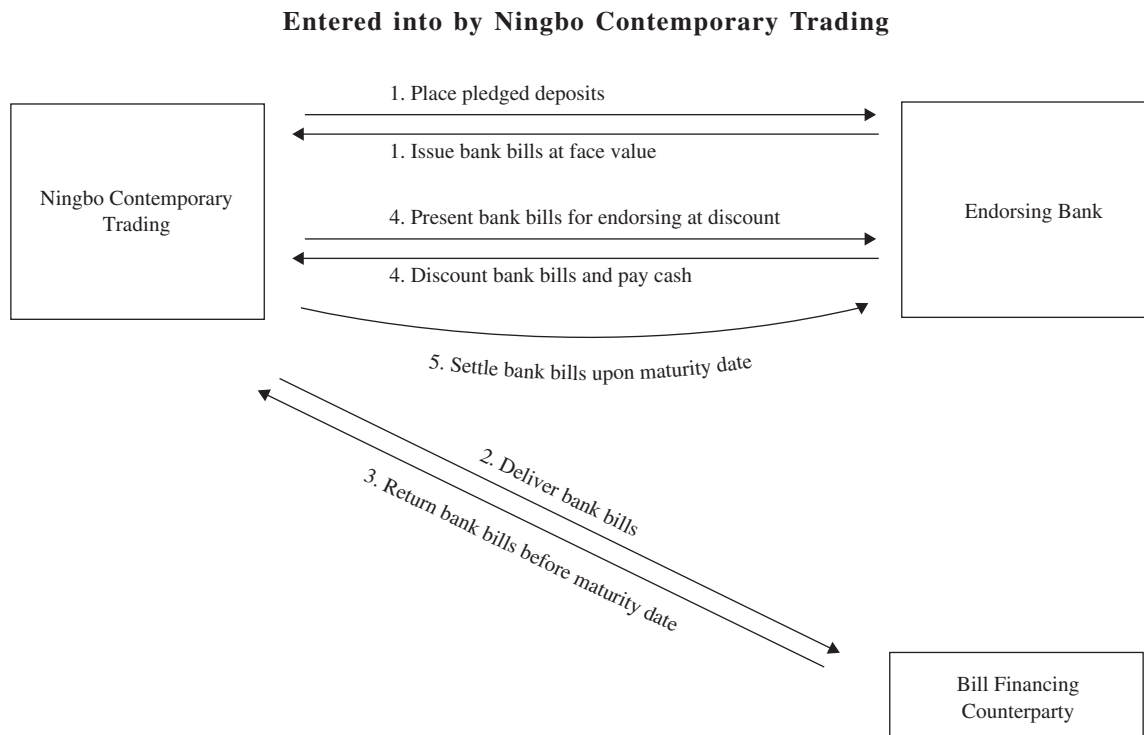 Entered into by Ningbo Contemporary Trading
1. Place pledged deposits
1. Issue bank bills at face value
Ningbo Contemporary
Trading
Endorsing Bank
4. Present bank bills for endorsing at discount
4. Discount bank bills and pay cash
5. Settle bank bills upon maturity date
2. Deliver bank bills
3. Return bank bills before maturity date
Bill Financing
Counterparty